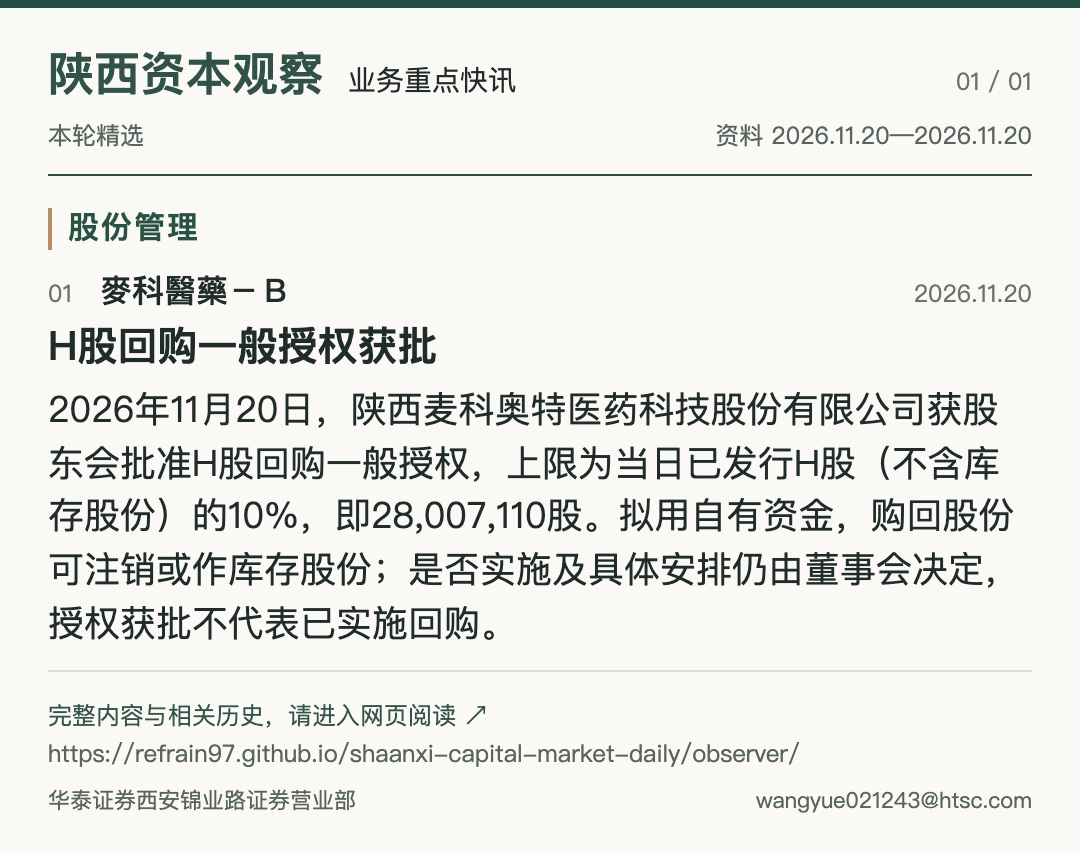 陕西资本观察 业务重点快讯 01 / 01
本轮精选 资料 2026.11.20—2026.11.20
股份管理
01 麥科醫藥－B 2026.11.20
H股回购一般授权获批
2026年11月20日，陕西麦科奥特医药科技股份有限公司获股
东会批准H股回购一般授权，上限为当日已发行H股（不含库
存股份）的10%，即28,007,110股。拟用自有资金，购回股份
可注销或作库存股份；是否实施及具体安排仍由董事会决定，
授权获批不代表已实施回购。
完整内容与相关历史，请进入网页阅读 ↗
https://refrain97.github.io/shaanxi-capital-market-daily/observer/
华泰证券西安锦业路证券营业部 wangyue021243@htsc.com